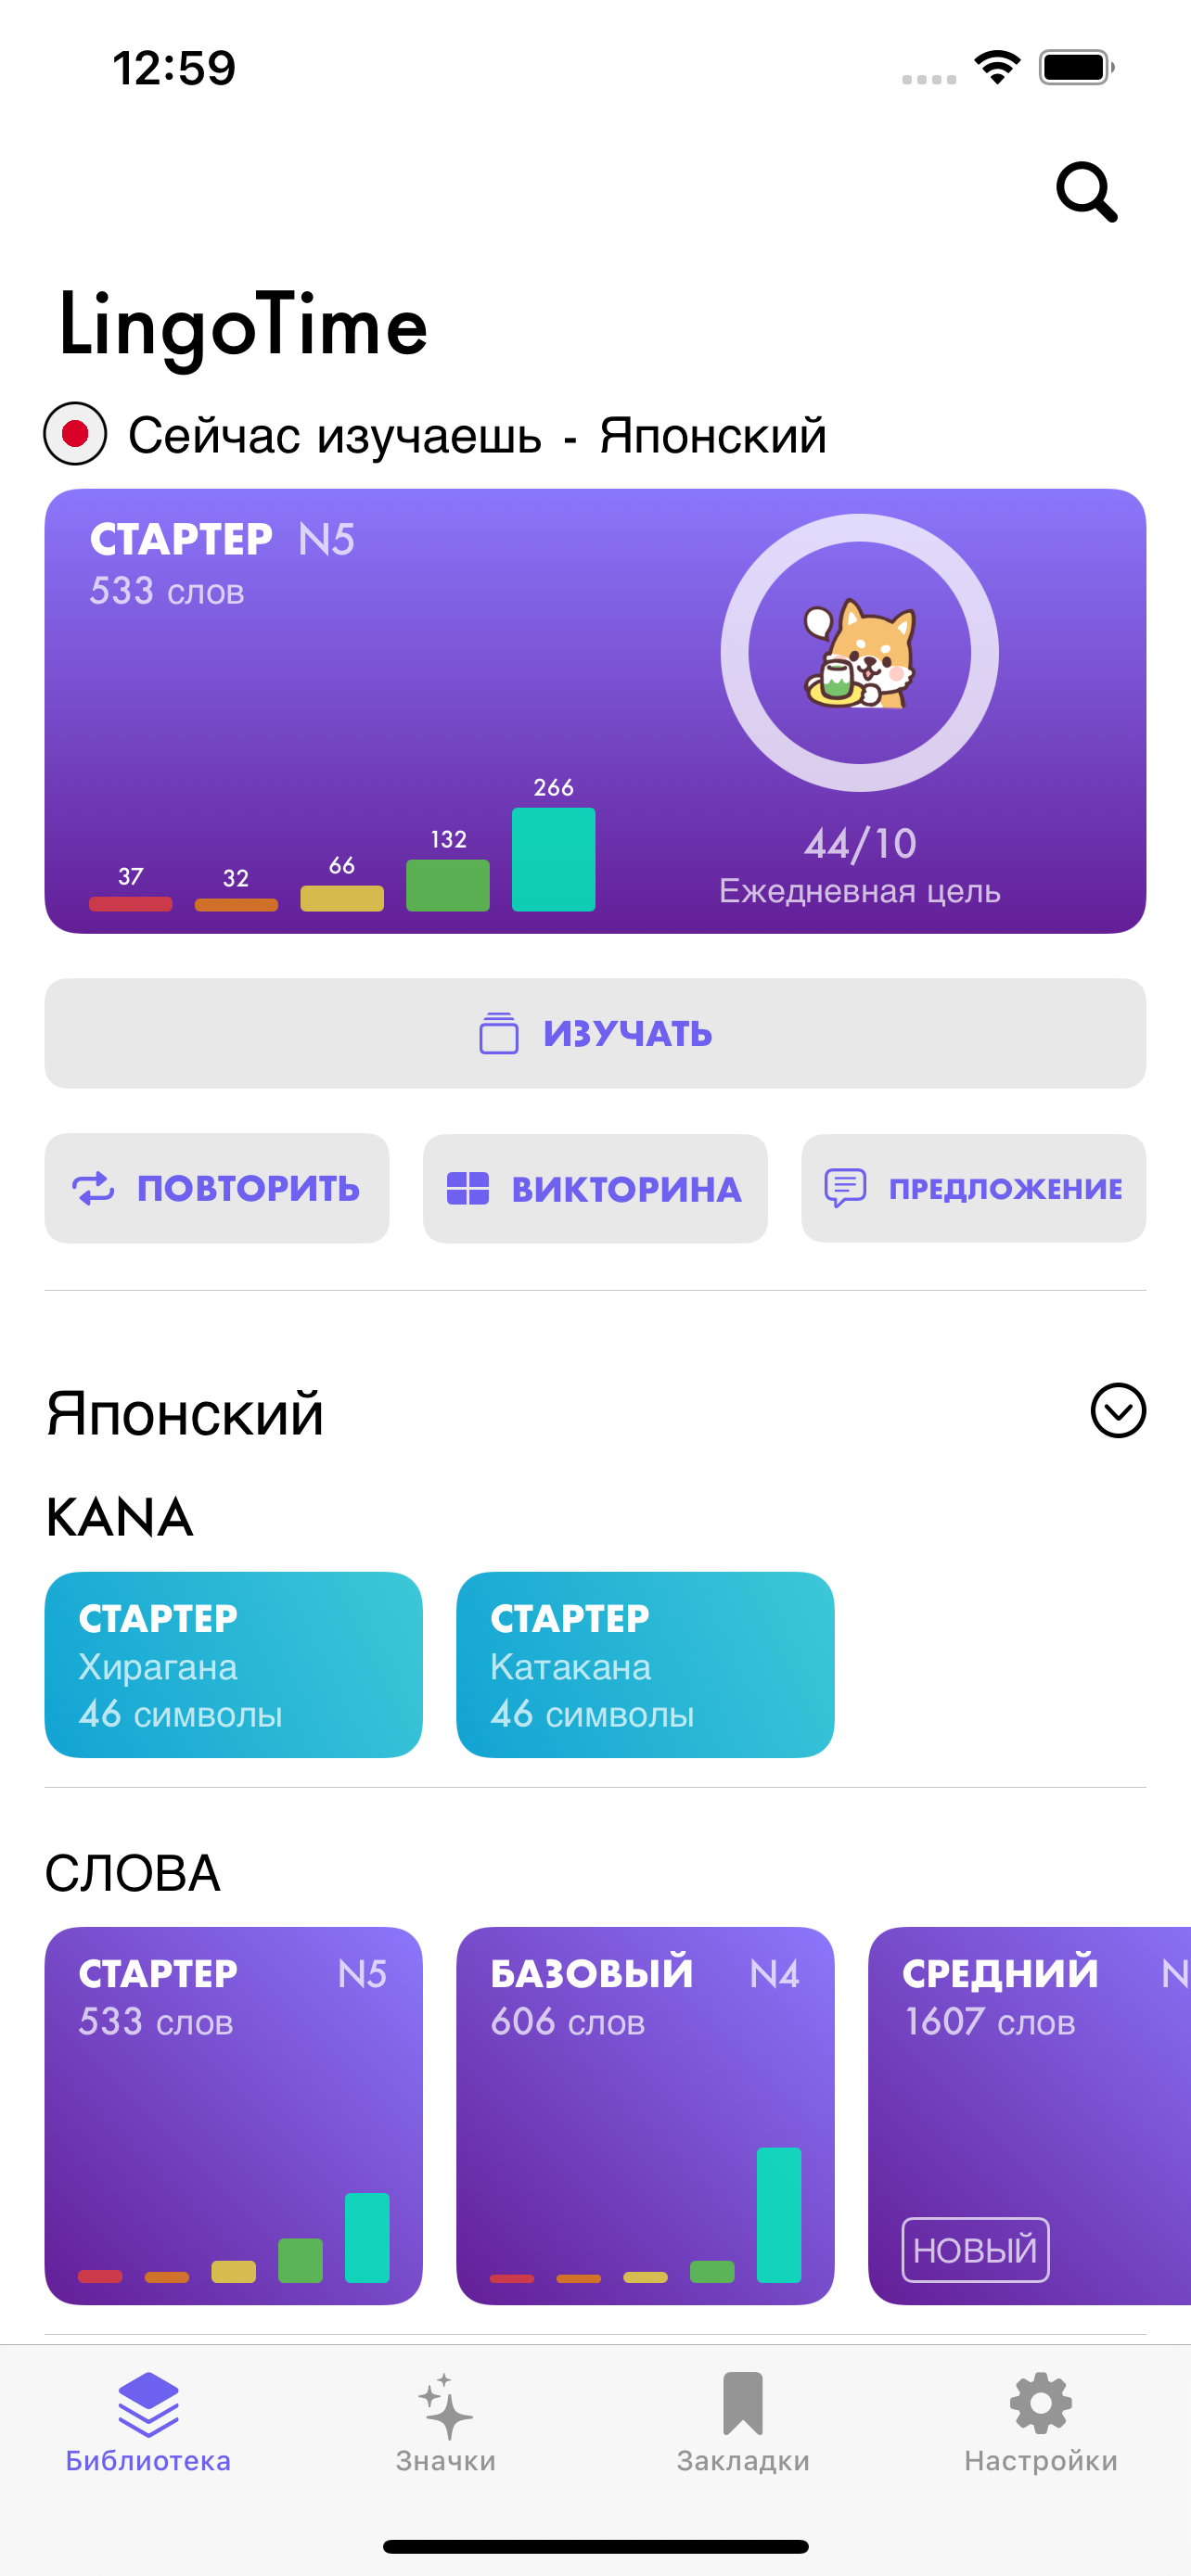 12:59
LingoTime
Сейчас изучаешь - Японский
СТАРТЕР N5
533 слов
37 32 66 132 266
44/10
Ежедневная цель
ИЗУЧАТЬ
ПОВТОРИТЬ ВИКТОРИНА ПРЕДЛОЖЕНИЕ
Японский
KANA
СТАРТЕР
Хирагана
46 символы
СТАРТЕР
Катакана
46 символы
СЛОВА
СТАРТЕР N5
533 слов
БАЗОВЫЙ N4
606 слов
СРЕДНИЙ N
1607 слов
НОВЫЙ
Библиотека Значки Закладки Настройки